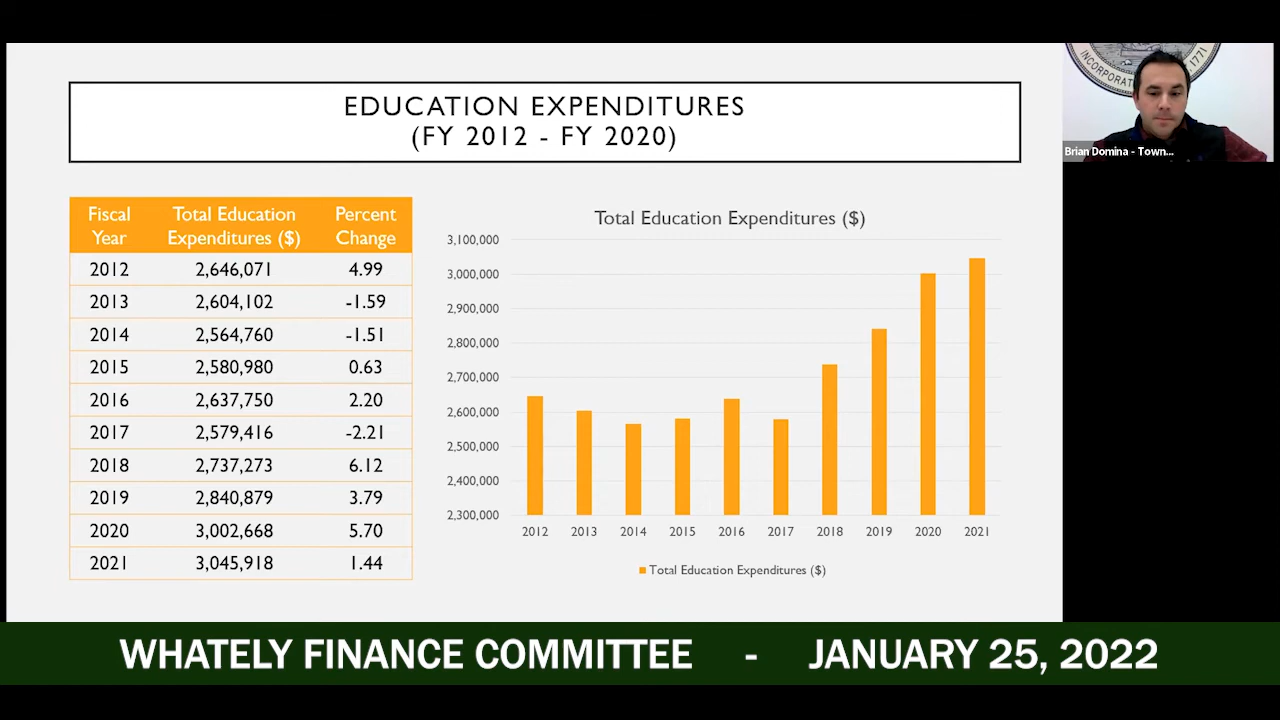 EDUCATION EXPENDITURES
(FY 2012 - FY 2020)
Fiscal Year Total Education Expenditures ($) Percent Change
2012 2,646,071 4.99
2013 2,604,102 -1.59
2014 2,564,760 -1.51
2015 2,580,980 0.63
2016 2,637,750 2.20
2017 2,579,416 -2.21
2018 2,737,273 6.12
2019 2,840,879 3.79
2020 3,002,668 5.70
2021 3,045,918 1.44
Total Education Expenditures ($)
3,100,000
3,000,000
2,900,000
2,800,000
2,700,000
2,600,000
2,500,000
2,400,000
2,300,000
2012 2013 2014 2015 2016 2017 2018 2019 2020 2021
Total Education Expenditures ($)
1771
Brian Domina - Town...
WHATELY FINANCE COMMITTEE - JANUARY 25, 2022